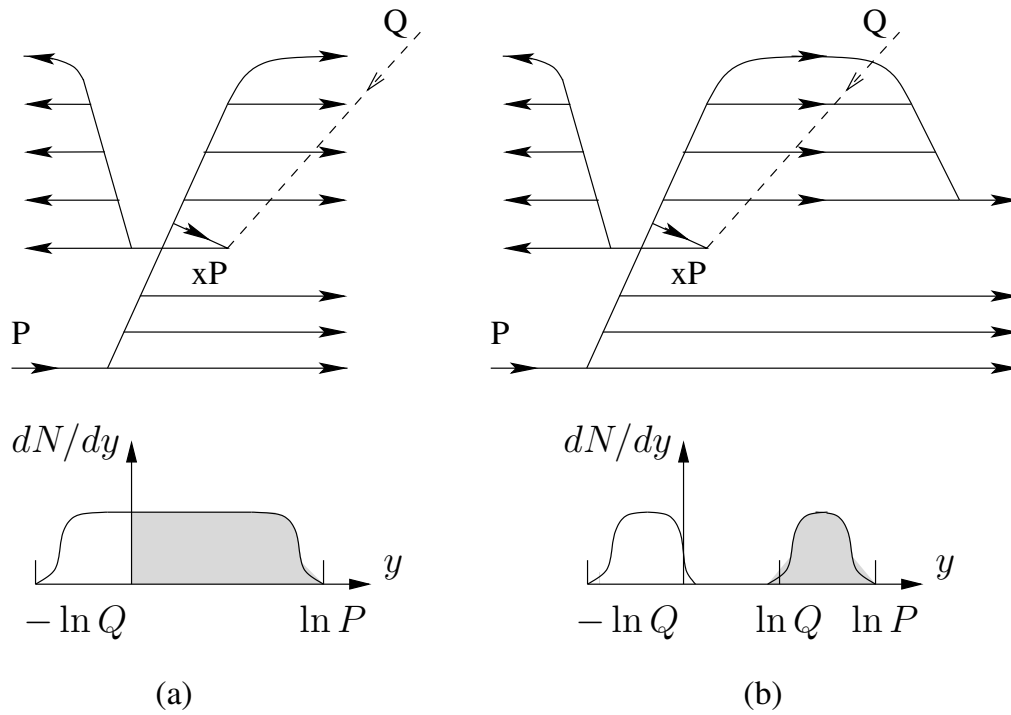 Q
xP
P
dN/dy
y
− ln Q
ln P
(a)
Q
xP
P
dN/dy
y
− ln Q
ln Q
ln P
(b)